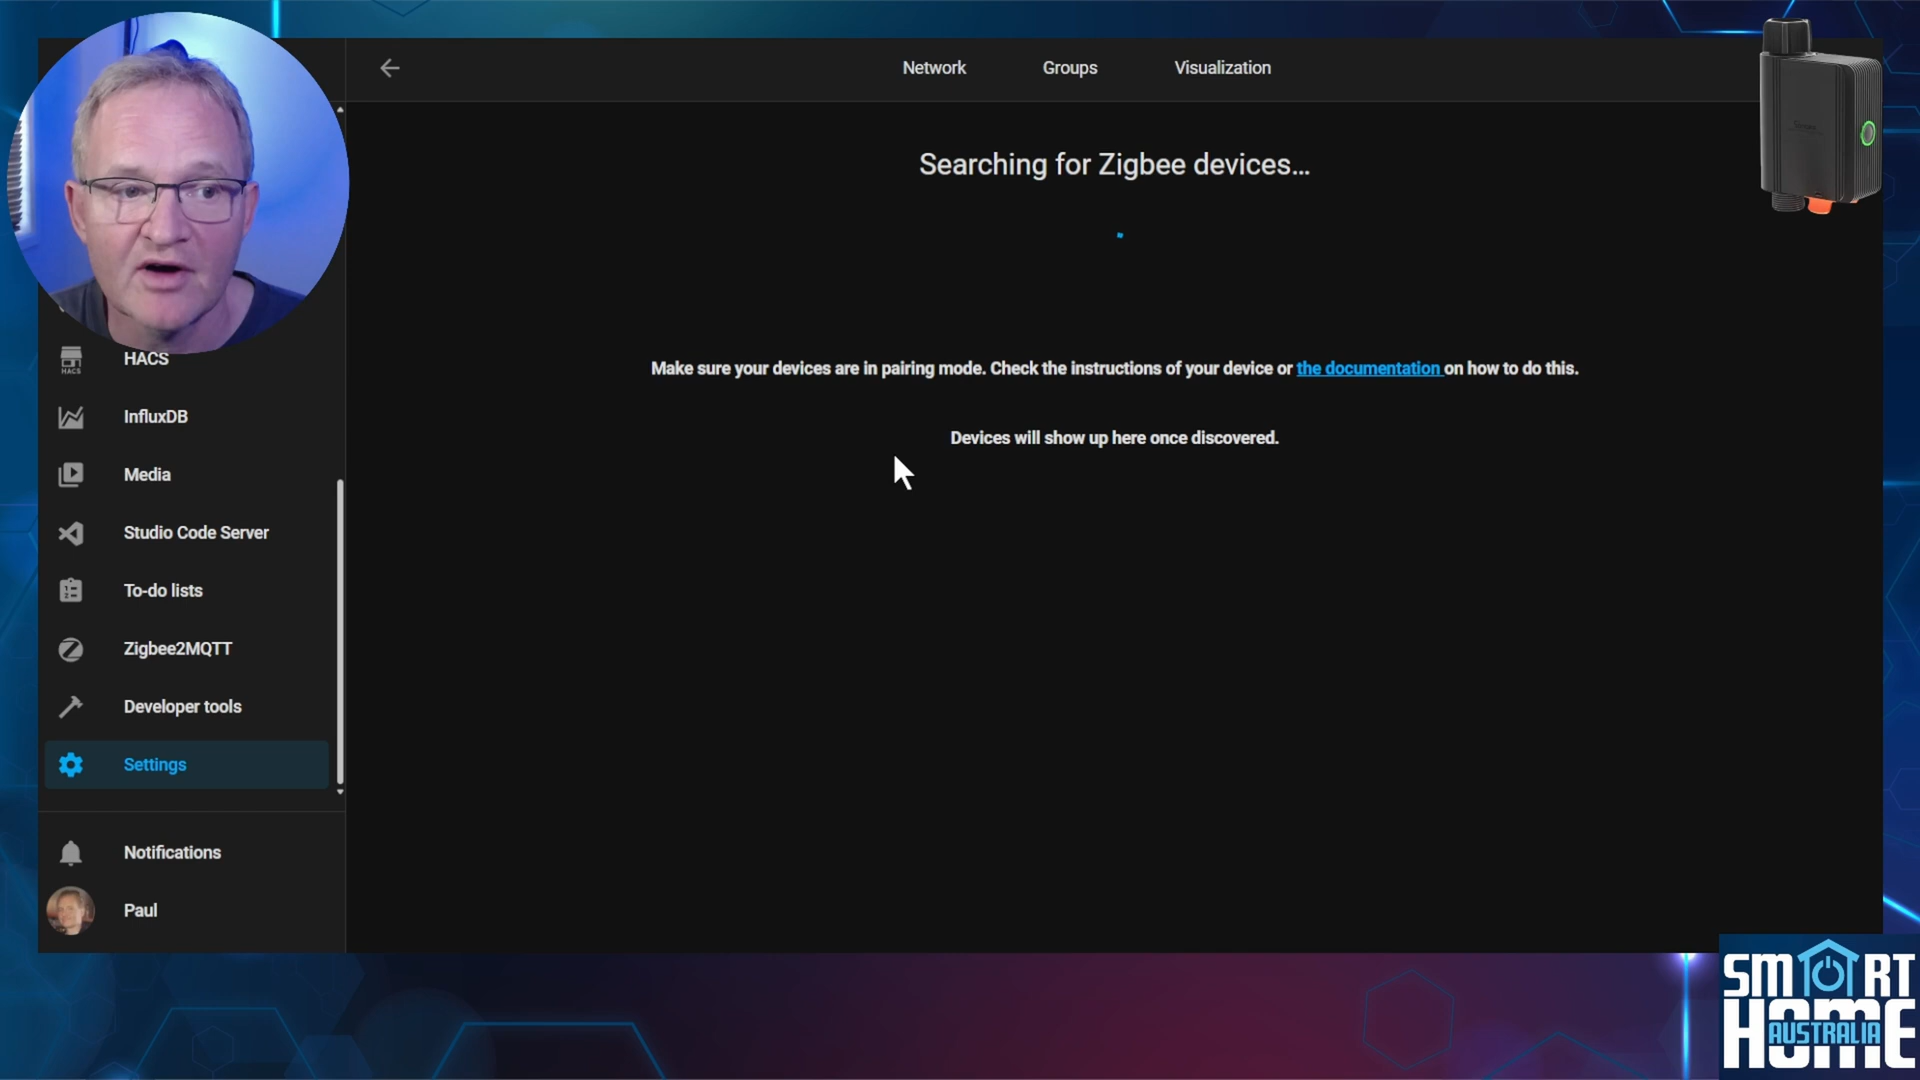 Network
Groups
Visualization
Searching for Zigbee devices...
Make sure your devices are in pairing mode. Check the instructions of your device or the documentation on how to do this.
Devices will show up here once discovered.
HACS
HACS
InfluxDB
Media
Studio Code Server
To-do lists
Zigbee2MQTT
Developer tools
Settings
Notifications
Paul
SMART
HOME
AUSTRALIA